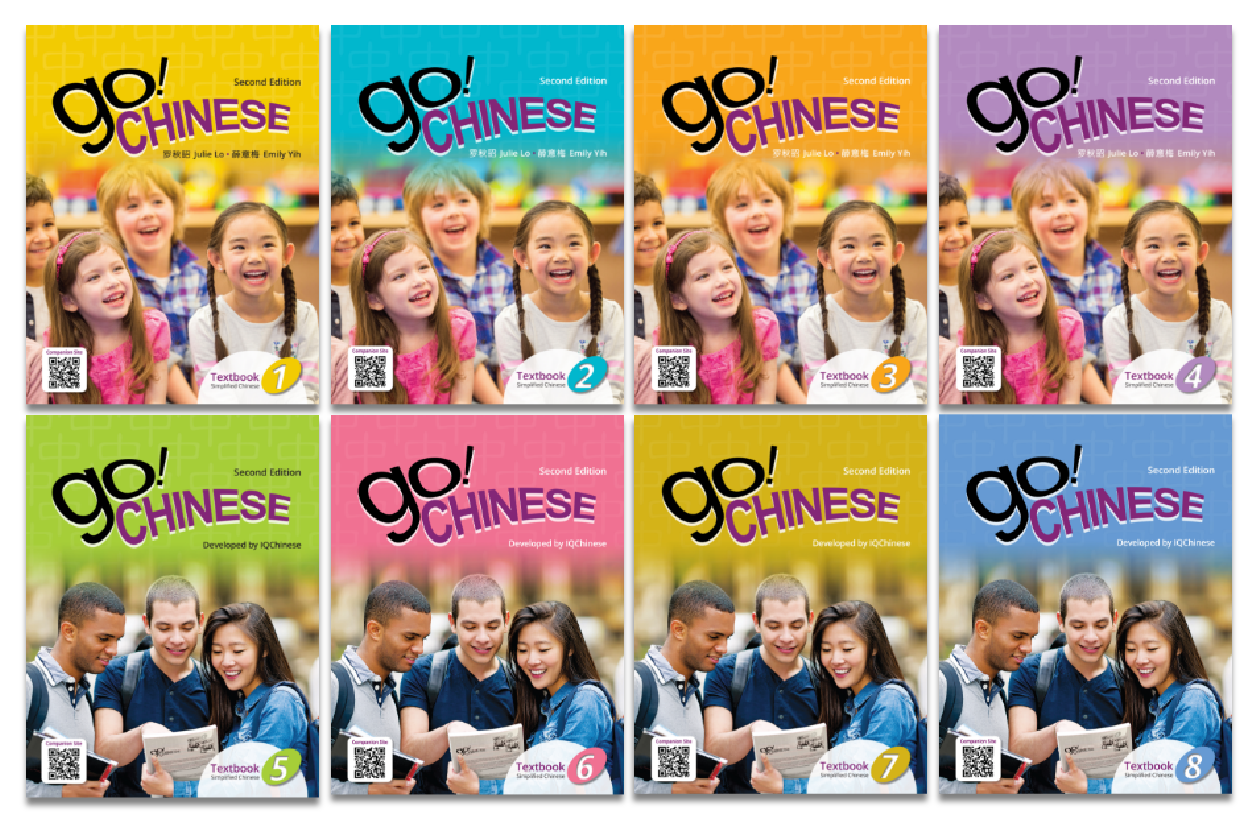 go!
Second Edition
CHINESE
罗秋昭 Julie Lo · 薛意梅 Emily Yih
Companion Site
Textbook 1
Simplified Chinese
go!
Second Edition
CHINESE
罗秋昭 Julie Lo · 薛意梅 Emily Yih
Companion Site
Textbook 2
Simplified Chinese
go!
Second Edition
CHINESE
罗秋昭 Julie Lo · 薛意梅 Emily Yih
Companion Site
Textbook 3
Simplified Chinese
go!
Second Edition
CHINESE
罗秋昭 Julie Lo · 薛意梅 Emily Yih
Companion Site
Textbook 4
Simplified Chinese
go!
Second Edition
CHINESE
Developed by IQChinese
Companion Site
Textbook 5
Simplified Chinese
go!
Second Edition
CHINESE
Developed by IQChinese
Companion Site
Textbook 6
Simplified Chinese
go!
Second Edition
CHINESE
Developed by IQChinese
Companion Site
Textbook 7
Simplified Chinese
go!
Second Edition
CHINESE
Developed by IQChinese
Companion Site
Textbook 8
Simplified Chinese